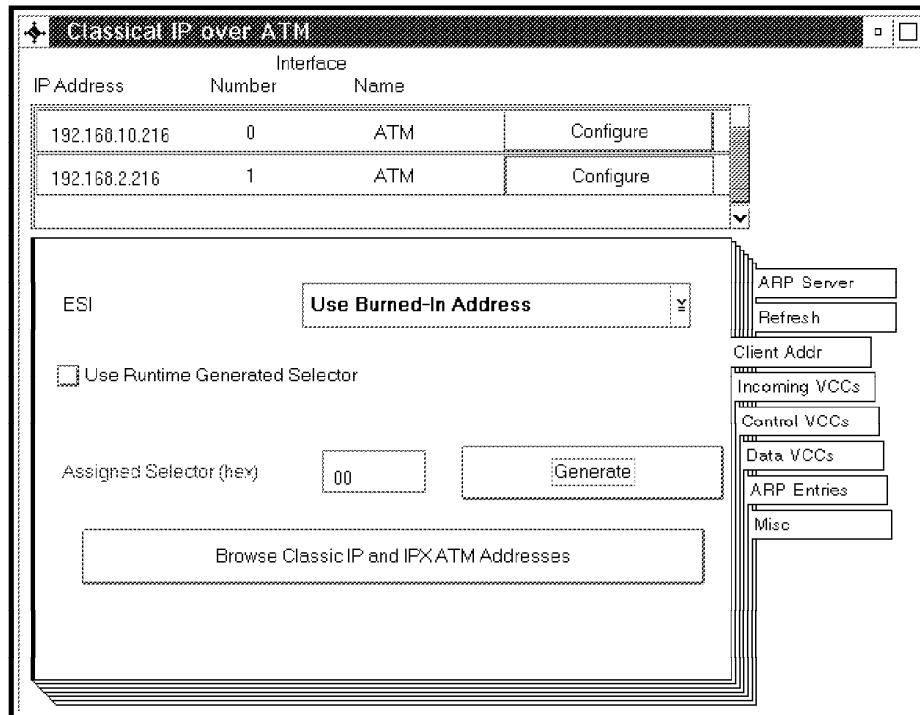 Classical IP over ATM
Interface
IP Address Number Name
192.168.10.216 0 ATM Configure
192.168.2.216 1 ATM Configure
ESI Use Burned-In Address
Use Runtime Generated Selector
Assigned Selector (hex) 00 Generate
Browse Classic IP and IPX ATM Addresses
ARP Server
Refresh
Client Addr
Incoming VCCs
Control VCCs
Data VCCs
ARP Entries
Misc